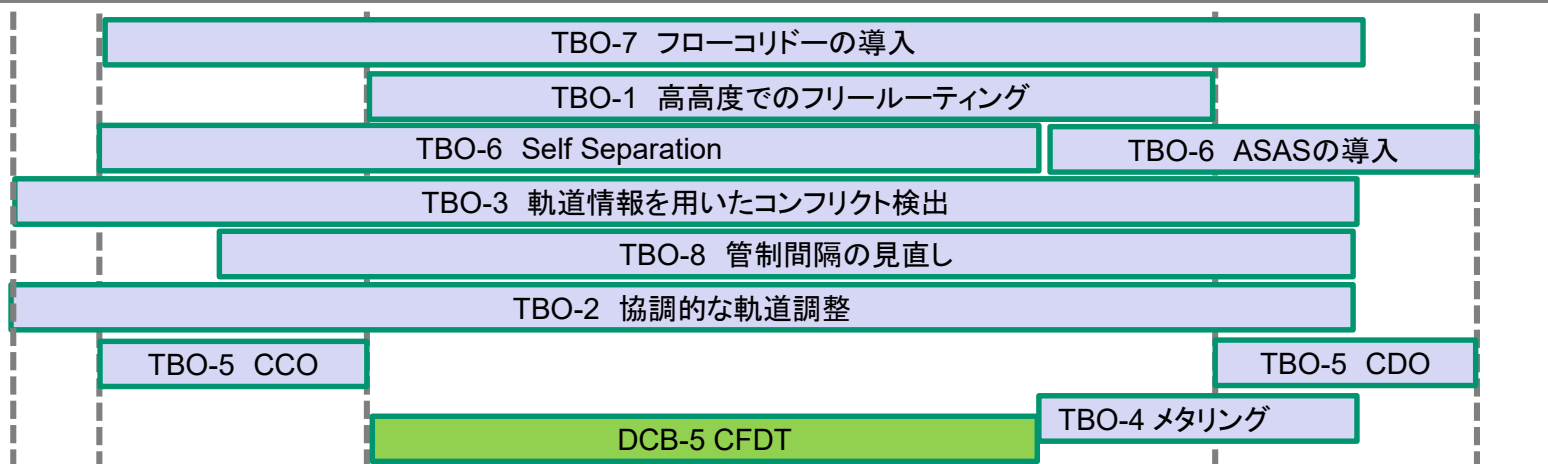 TBO-7 フローコリドーの導入
TBO-1 高高度でのフリールーティング
TBO-6 Self Separation
TBO-6 ASASの導入
TBO-3 軌道情報を用いたコンフリクト検出
TBO-8 管制間隔の見直し
TBO-2 協調的な軌道調整
TBO-5 CCO
TBO-5 CDO
TBO-4 メタリング
DCB-5 CFDT